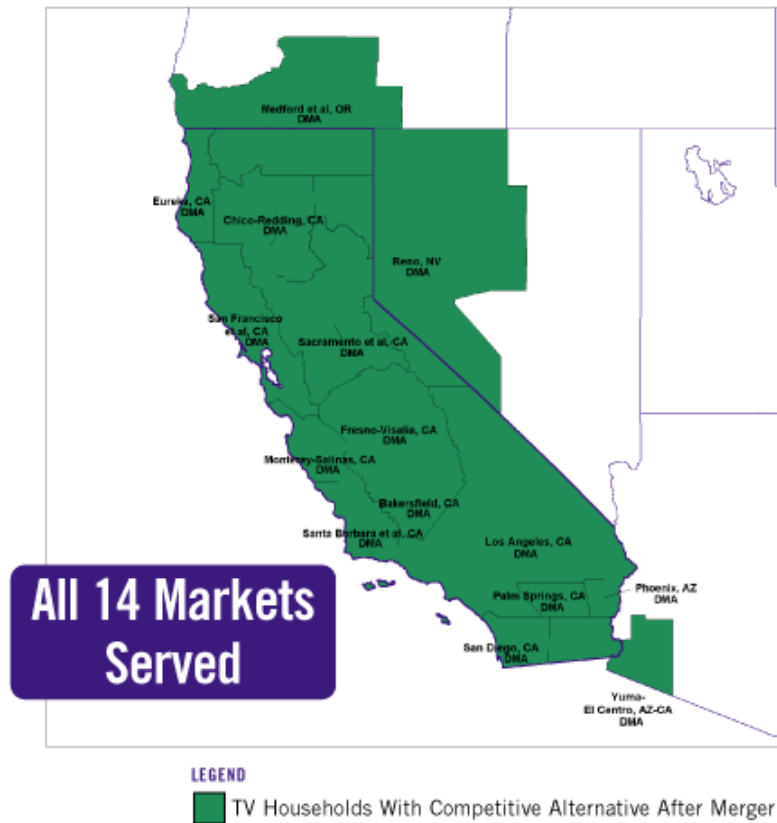 Medford et al, OR
DMA
Eureka, CA
DMA
Chico-Redding, CA
DMA
Reno, NV
DMA
San Francisco
et al, CA
DMA
Sacramento et al, CA
DMA
Fresno-Visalia, CA
DMA
Monterey-Salinas, CA
DMA
Bakersfield, CA
DMA
Santa Barbara et al, CA
DMA
Los Angeles, CA
DMA
Palm Springs, CA
DMA
Phoenix, AZ
DMA
San Diego, CA
DMA
Yuma-
El Centro, AZ-CA
DMA
All 14 Markets
Served
LEGEND
TV Households With Competitive Alternative After Merger